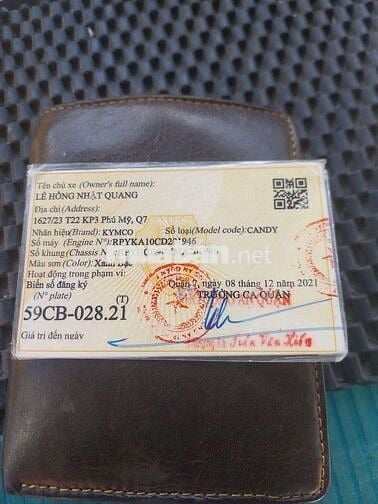 Tên chủ xe (Owner's full name):
LÊ HỒNG NHẬT QUANG
Địa chỉ (Address):
1627/23 T22 KP3 Phú Mỹ, Q7
Nhãn hiệu(Brand): KYMCO Số loại(Model code):CANDY
Số máy (Engine N°):
Số khung (Chassis N
Màu sơn (Color): Xanh Bạc
Hoạt động trong phạm vi:
Biển số đăng ký Quận 7, ngày 08 tháng 12 năm 2021
(N° plate) TRƯỞNG CA QUẬN
59CB-028.21 (T)
Giá trị đến ngày